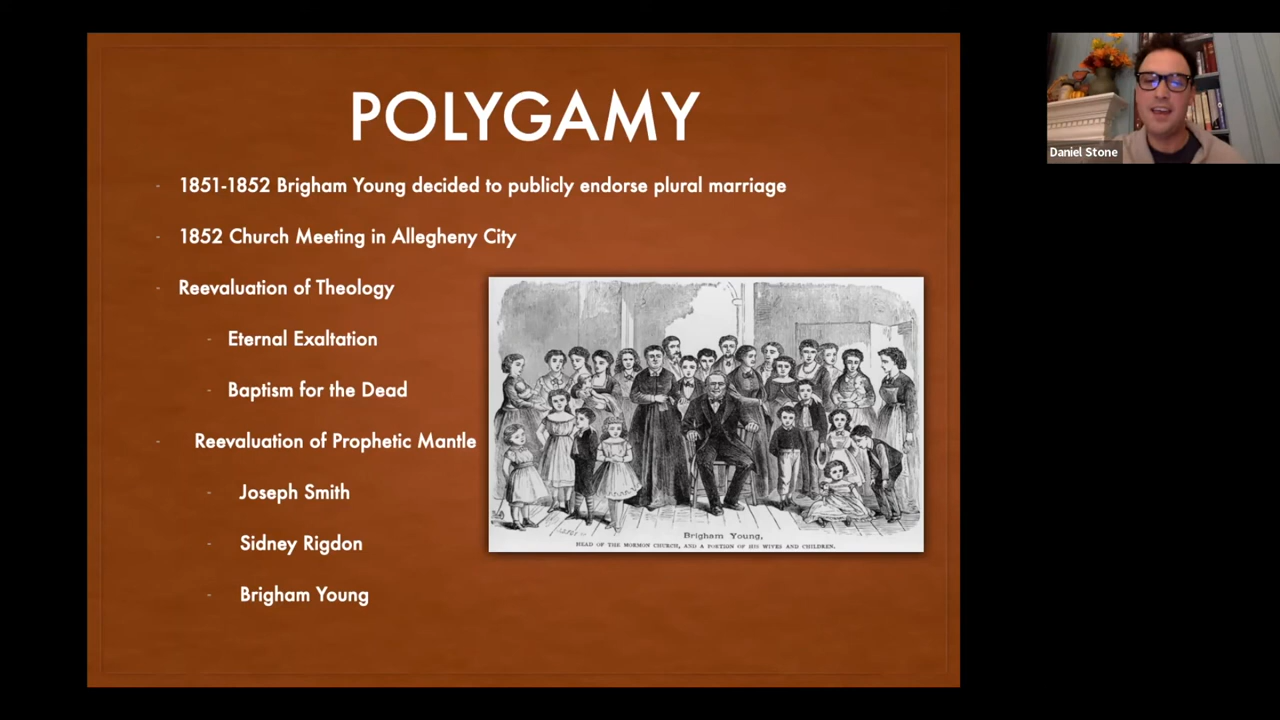 POLYGAMY
- 1851-1852 Brigham Young decided to publicly endorse plural marriage
- 1852 Church Meeting in Allegheny City
- Reevaluation of Theology
- Eternal Exaltation
- Baptism for the Dead
- Reevaluation of Prophetic Mantle
- Joseph Smith
- Sidney Rigdon
- Brigham Young
Brigham Young,
HEAD OF THE MORMON CHURCH, AND A PORTION OF HIS WIVES AND CHILDREN.
Daniel Stone